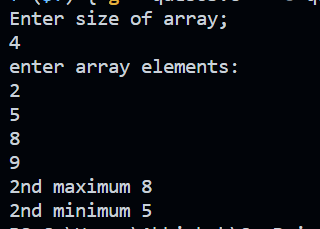 Enter size of array;
4
enter array elements:
2
5
8
9
2nd maximum 8
2nd minimum 5